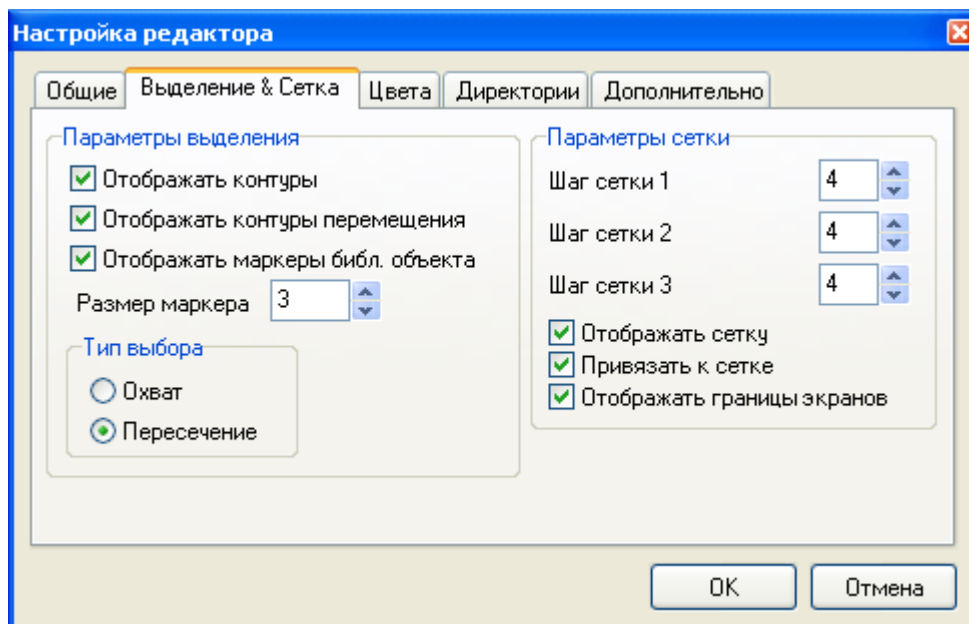 Настройка редактора
Общие
Выделение & Сетка
Цвета
Директории
Дополнительно
Параметры выделения
Отображать контуры
Отображать контуры перемещения
Отображать маркеры библ. объекта
Размер маркера 3
Тип выбора
Охват
Пересечение
Параметры сетки
Шаг сетки 1 4
Шаг сетки 2 4
Шаг сетки 3 4
Отображать сетку
Привязать к сетке
Отображать границы экранов
OK
Отмена